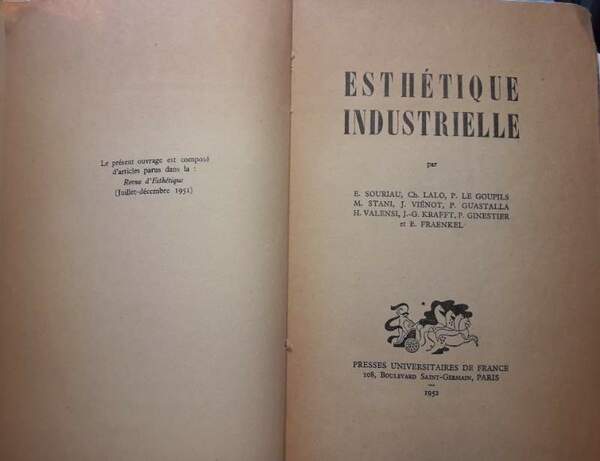 Le présent ouvrage est composé
d'articles parus dans la :
Revue d'Esthétique
(Juillet-décembre 1951)
ESTHÉTIQUE
INDUSTRIELLE
par
E. SOURIAU, Ch. LALO, P. LE GOUPILS
M. STANI, J. VIÉNOT, P. GUASTALLA
H. VALENSI, J.-G. KRAFFT, P. GINESTIER
et E. FRAENKEL
PRESSES UNIVERSITAIRES DE FRANCE
108, BOULEVARD SAINT-GERMAIN, PARIS
—
1952